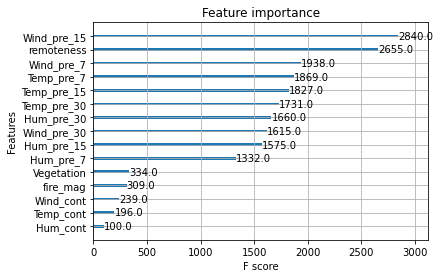 Feature importance
Wind_pre_15 2840.0
remoteness 2655.0
Wind_pre_7 1938.0
Temp_pre_7 1869.0
Temp_pre_15 1827.0
Temp_pre_30 1731.0
Hum_pre_30 1660.0
Wind_pre_30 1615.0
Hum_pre_15 1575.0
Hum_pre_7 1332.0
Vegetation 334.0
fire_mag 309.0
Wind_cont 239.0
Temp_cont 196.0
Hum_cont 100.0
Features
0 500 1000 1500 2000 2500 3000
F score